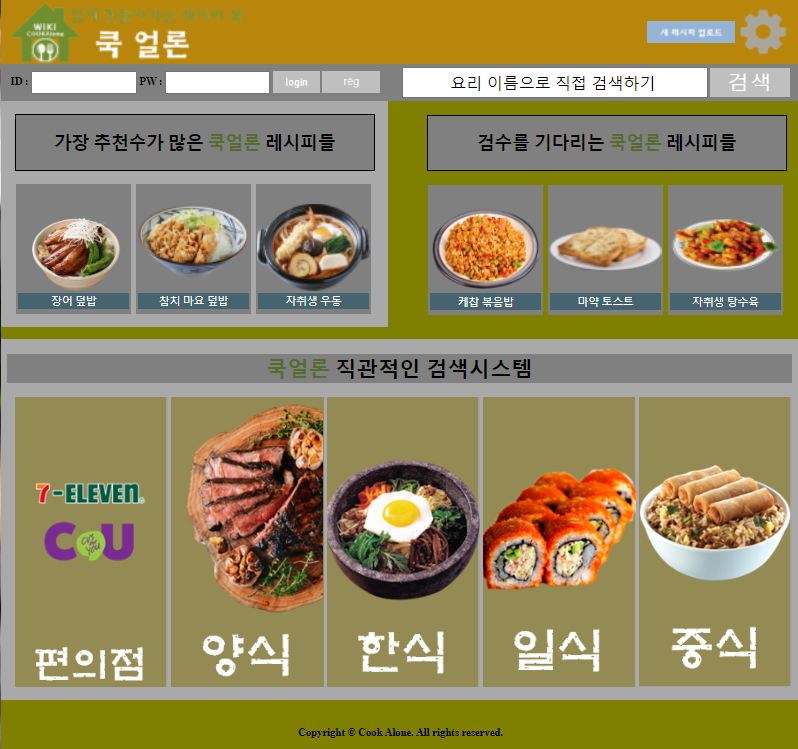 WIKI
COOKAlone
쿡 얼론
새 레시피 업로드
ID :
PW :
login
reg
요리 이름으로 직접 검색하기
검색
가장 추천수가 많은 쿡얼론 레시피들
검수를 기다리는 쿡얼론 레시피들
장어 덮밥
참치 마요 덮밥
자취생 우동
케찹 볶음밥
마약 토스트
자취생 탕수육
쿡얼론 직관적인 검색시스템
7-ELEVEN
CU
CVS for YOU
편의점
양식
한식
일식
중식
Copyright © Cook Alone. All rights reserved.